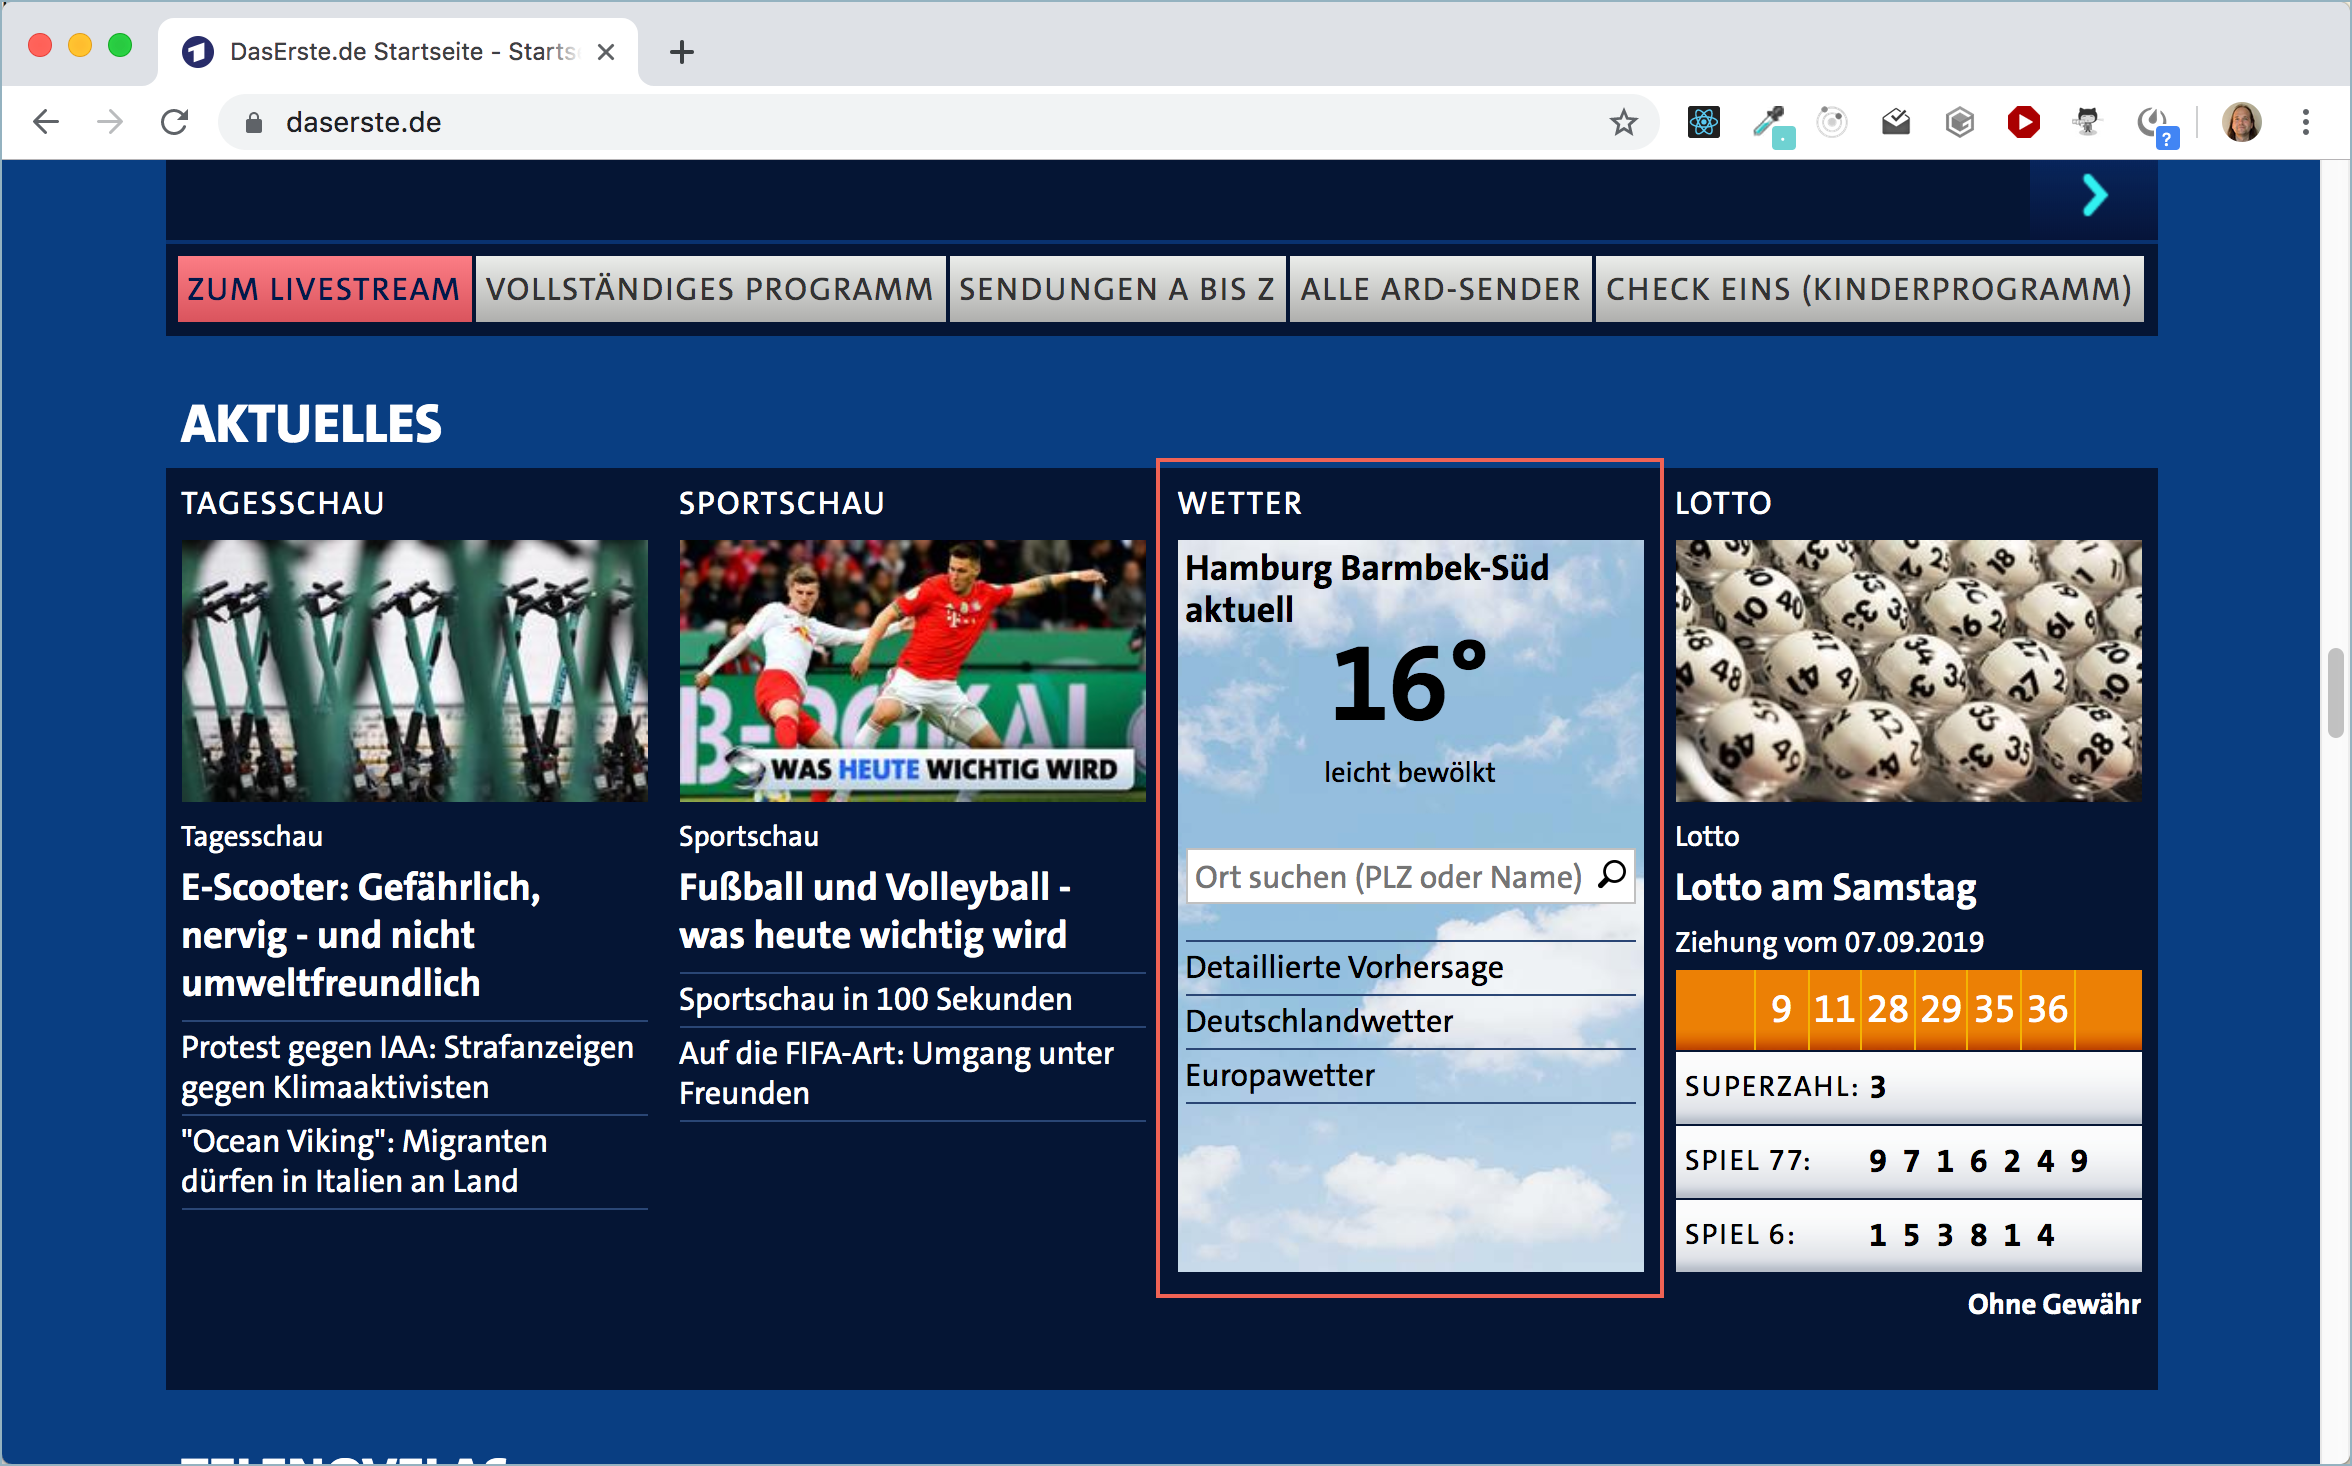 DasErste.de Startseite - Starts
daserste.de
ZUM LIVESTREAM
VOLLSTÄNDIGES PROGRAMM
SENDUNGEN A BIS Z
ALLE ARD-SENDER
CHECK EINS (KINDERPROGRAMM)
AKTUELLES
TAGESSCHAU
Tagesschau
E-Scooter: Gefährlich,
nervig - und nicht
umweltfreundlich
Protest gegen IAA: Strafanzeigen
gegen Klimaaktivisten
"Ocean Viking": Migranten
dürfen in Italien an Land
SPORTSCHAU
WAS HEUTE WICHTIG WIRD
Sportschau
Fußball und Volleyball -
was heute wichtig wird
Sportschau in 100 Sekunden
Auf die FIFA-Art: Umgang unter
Freunden
WETTER
Hamburg Barmbek-Süd
aktuell
16°
leicht bewölkt
Ort suchen (PLZ oder Name)
Detaillierte Vorhersage
Deutschlandwetter
Europawetter
LOTTO
Lotto
Lotto am Samstag
Ziehung vom 07.09.2019
9 11 28 29 35 36
SUPERZAHL: 3
SPIEL 77: 9 7 1 6 2 4 9
SPIEL 6: 1 5 3 8 1 4
Ohne Gewähr
TELENOVELAS